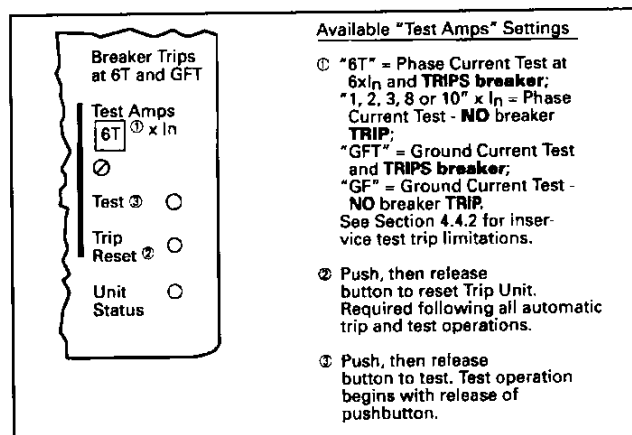 Breaker Trips
at 6T and GFT
Test Amps
6T ① x In
Test ③
Trip
Reset ②
Unit
Status
Available "Test Amps" Settings
① "6T" = Phase Current Test at
6xIn and TRIPS breaker;
"1, 2, 3, 8 or 10" x In = Phase
Current Test - NO breaker
TRIP;
"GFT" = Ground Current Test
and TRIPS breaker;
"GF" = Ground Current Test -
NO breaker TRIP.
See Section 4.4.2 for inser-
vice test trip limitations.
② Push, then release
button to reset Trip Unit.
Required following all automatic
trip and test operations.
③ Push, then release
button to test. Test operation
begins with release of
pushbutton.